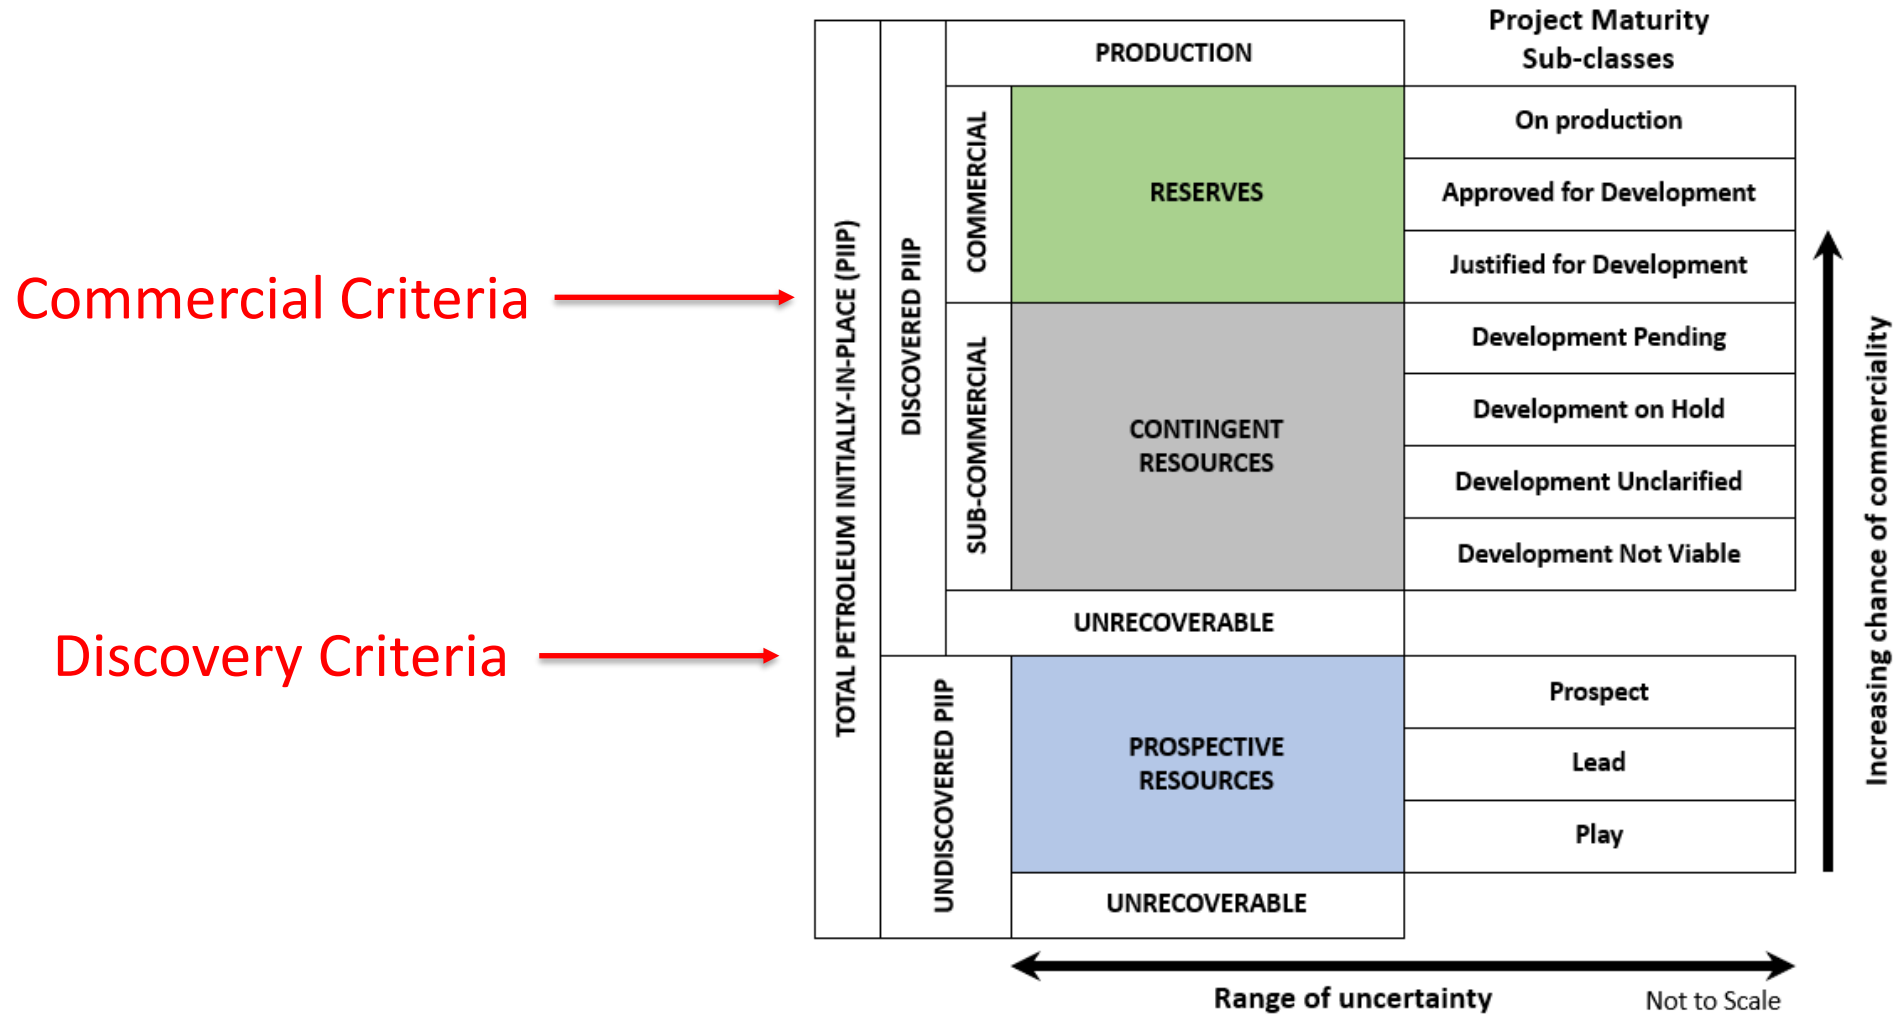 Project Maturity
Sub-classes
PRODUCTION
On production
Approved for Development
Justified for Development
RESERVES
COMMERCIAL
Commercial Criteria
TOTAL PETROLEUM INITIALLY-IN-PLACE (PIIP)
DISCOVERED PIIP
SUB-COMMERCIAL
CONTINGENT
RESOURCES
Development Pending
Development on Hold
Development Unclarified
Development Not Viable
UNRECOVERABLE
Discovery Criteria
UNDISCOVERED PIIP
PROSPECTIVE
RESOURCES
Prospect
Lead
Play
UNRECOVERABLE
Increasing chance of commerciality
Range of uncertainty
Not to Scale